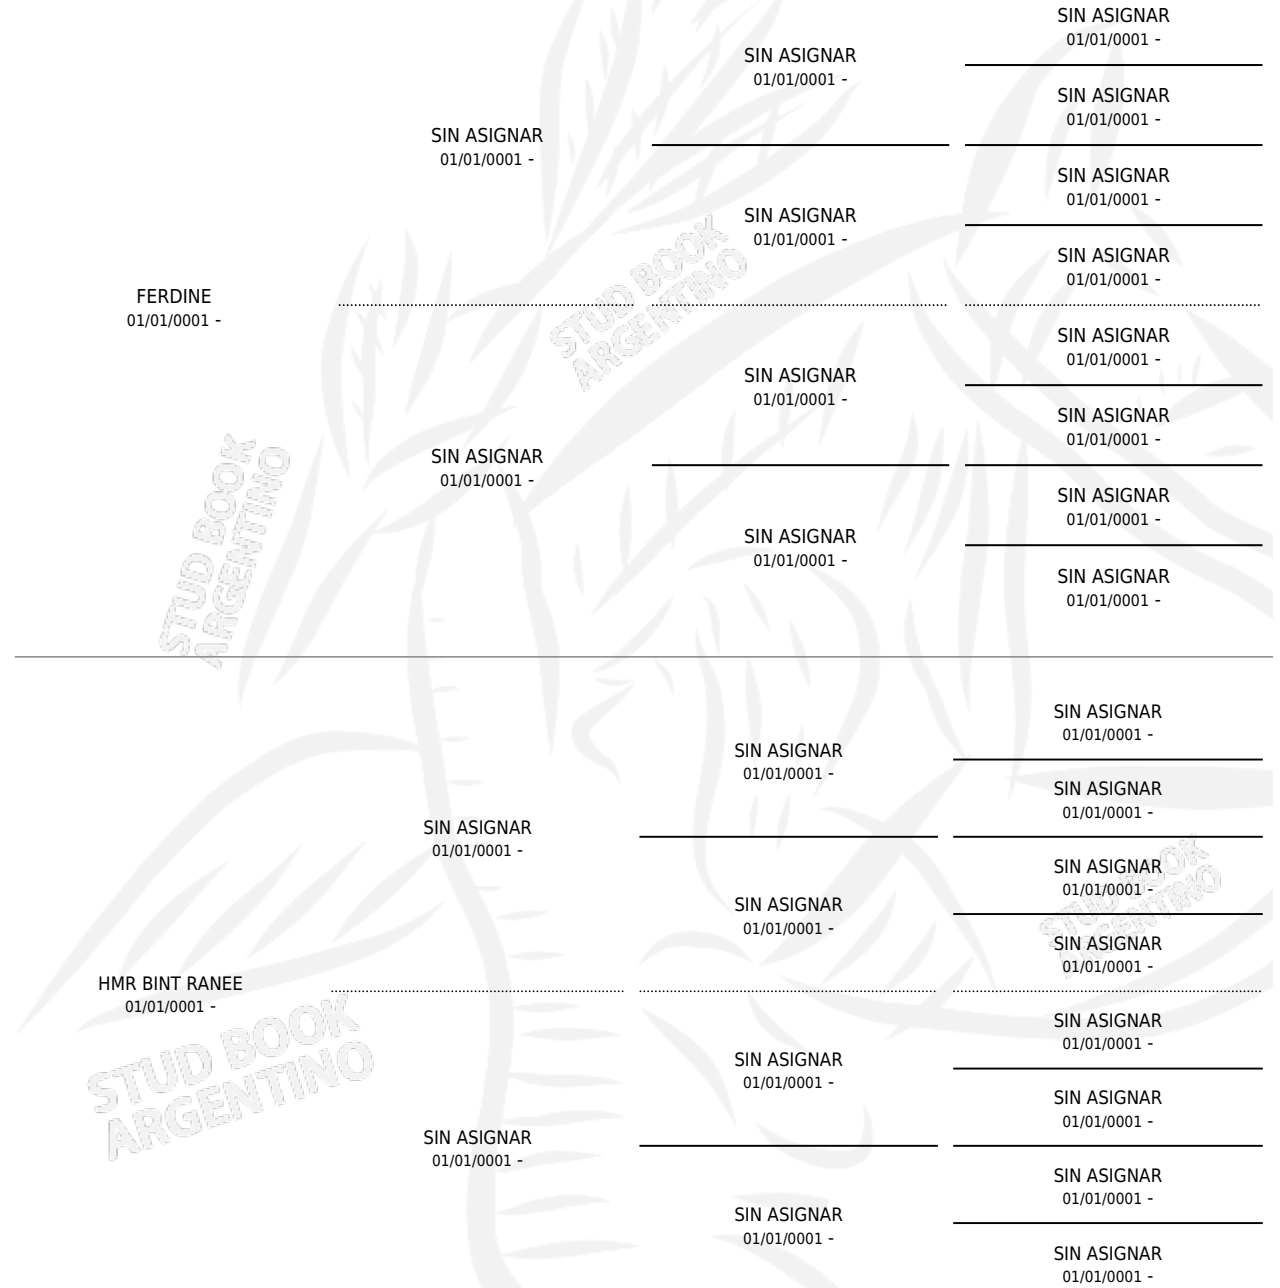 SIN ASIGNAR
01/01/0001 -
SIN ASIGNAR
01/01/0001 -
SIN ASIGNAR
01/01/0001 -
SIN ASIGNAR
01/01/0001 -
SIN ASIGNAR
01/01/0001 -
SIN ASIGNAR
01/01/0001 -
SIN ASIGNAR
01/01/0001 -
STUD BOOK
ARGENTINO
FERDINE
01/01/0001 -
SIN ASIGNAR
01/01/0001 -
SIN ASIGNAR
01/01/0001 -
SIN ASIGNAR
01/01/0001 -
SIN ASIGNAR
01/01/0001 -
SIN ASIGNAR
01/01/0001 -
SIN ASIGNAR
01/01/0001 -
SIN ASIGNAR
01/01/0001 -
STUD BOOK
ARGENTINO
SIN ASIGNAR
01/01/0001 -
SIN ASIGNAR
01/01/0001 -
SIN ASIGNAR
01/01/0001 -
SIN ASIGNAR
01/01/0001 -
SIN ASIGNAR
01/01/0001 -
SIN ASIGNAR
01/01/0001 -
SIN ASIGNAR
01/01/0001 -
STUD BOOK
ARGENTINO
HMR BINT RANEE
01/01/0001 -
STUD BOOK
ARGENTINO
SIN ASIGNAR
01/01/0001 -
SIN ASIGNAR
01/01/0001 -
SIN ASIGNAR
01/01/0001 -
SIN ASIGNAR
01/01/0001 -
SIN ASIGNAR
01/01/0001 -
SIN ASIGNAR
01/01/0001 -
SIN ASIGNAR
01/01/0001 -